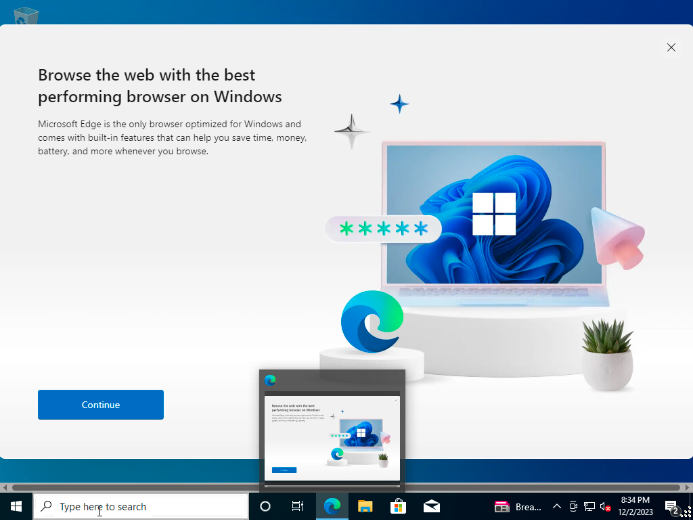 Browse the web with the best
performing browser on Windows
Microsoft Edge is the only browser optimized for Windows and
comes with built-in features that can help you save time, money,
battery, and more whenever you browse.
Continue
Type here to search
Brea...
8:34 PM
12/2/2023
2